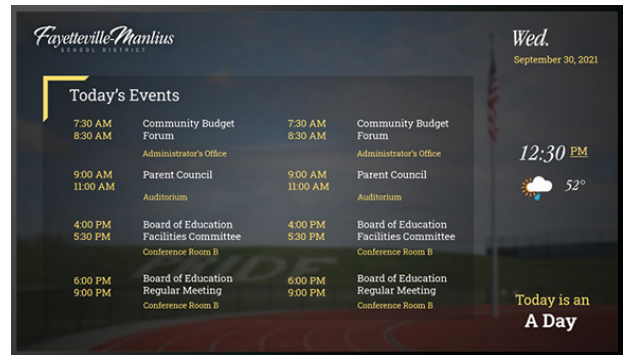 Fayetteville-Manlius
SCHOOL DISTRICT
Wed.
September 30, 2021
Today's Events
7:30 AM
8:30 AM
Community Budget
Forum
Administrator's Office
9:00 AM
11:00 AM
Parent Council
Auditorium
4:00 PM
5:30 PM
Board of Education
Facilities Committee
Conference Room B
6:00 PM
9:00 PM
Board of Education
Regular Meeting
Conference Room B
7:30 AM
8:30 AM
Community Budget
Forum
Administrator's Office
9:00 AM
11:00 AM
Parent Council
Auditorium
4:00 PM
5:30 PM
Board of Education
Facilities Committee
Conference Room B
6:00 PM
9:00 PM
Board of Education
Regular Meeting
Conference Room B
12:30 PM
52°
Today is an
A Day